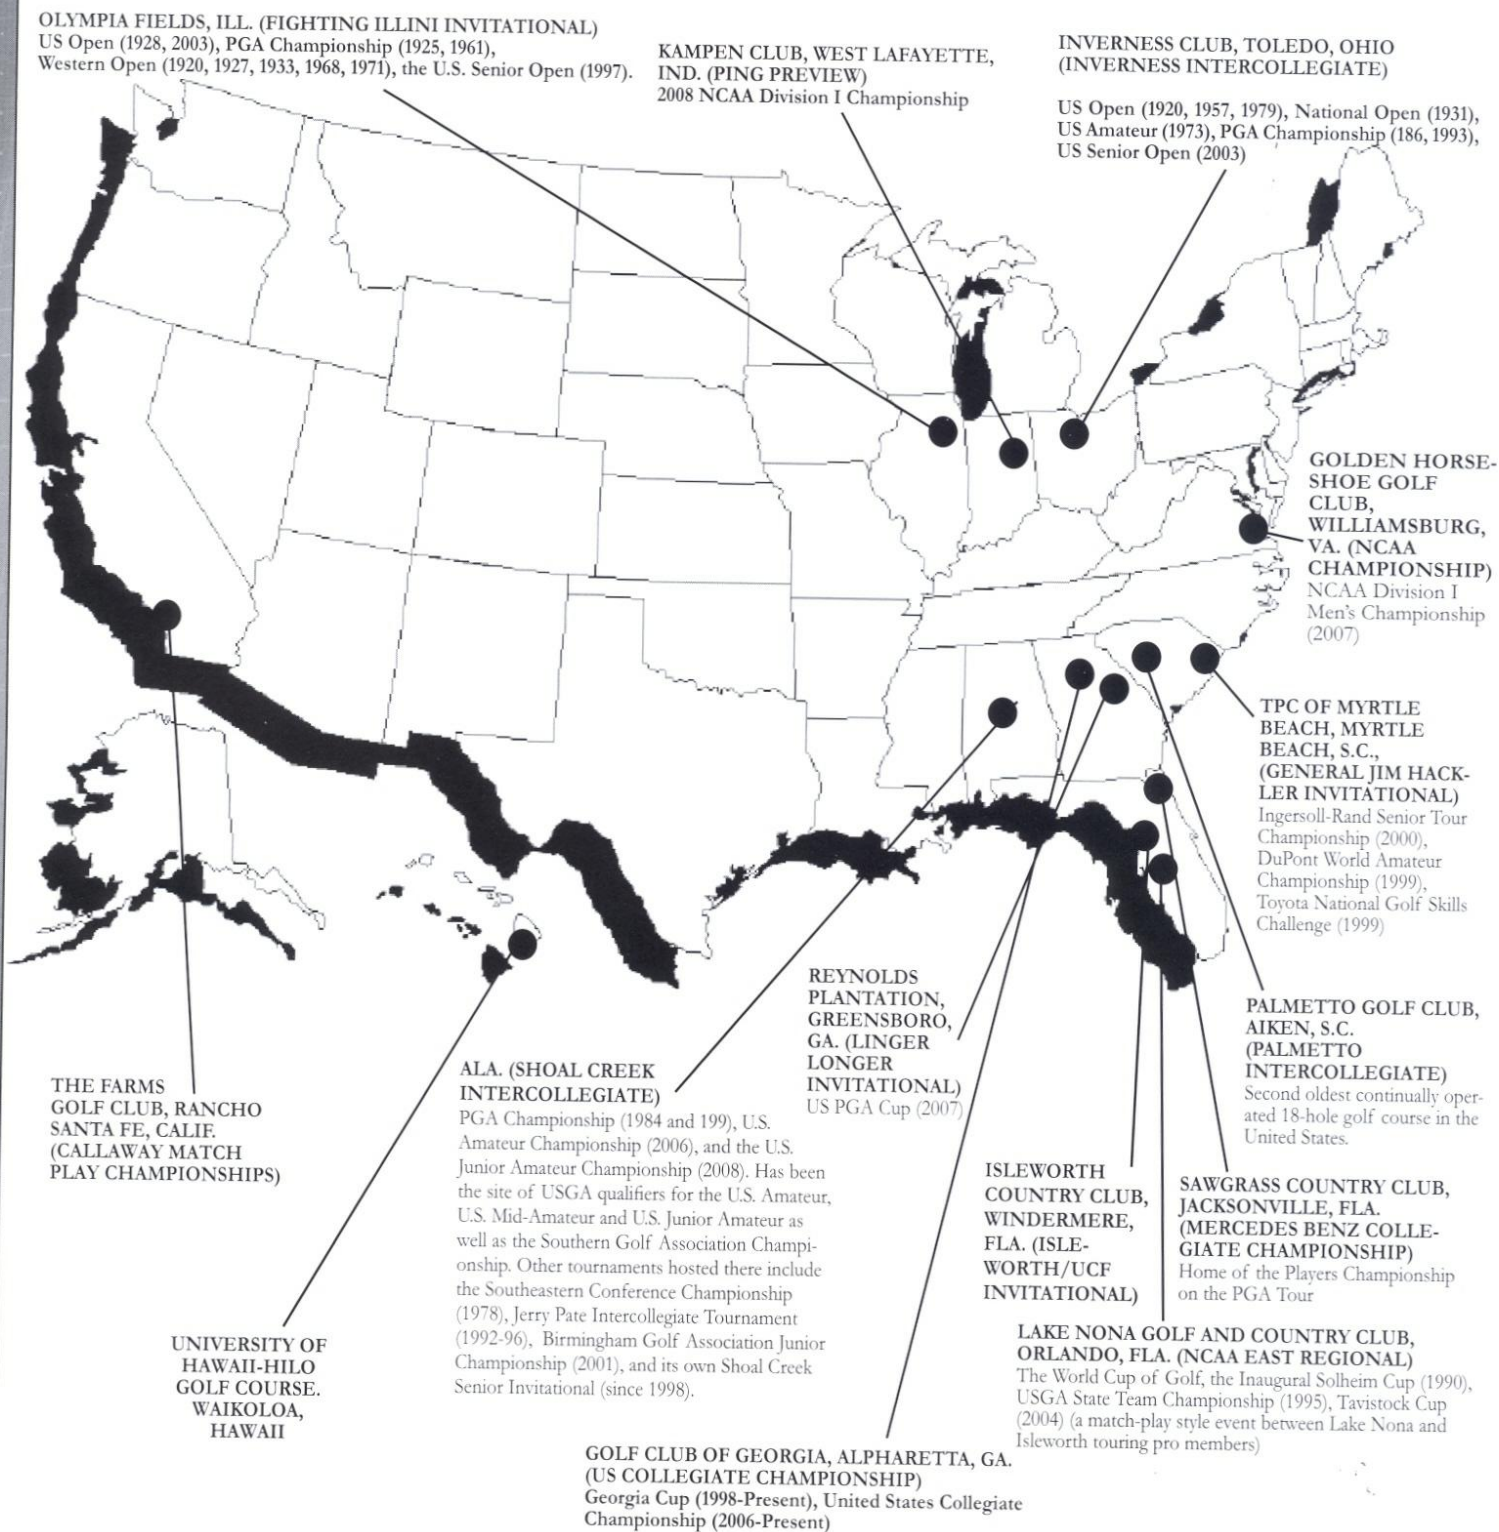 OLYMPIA FIELDS, ILL. (FIGHTING ILLINI INVITATIONAL)
US Open (1928, 2003), PGA Championship (1925, 1961),
Western Open (1920, 1927, 1933, 1968, 1971), the U.S. Senior Open (1997).
KAMPEN CLUB, WEST LAFAYETTE,
IND. (PING PREVIEW)
2008 NCAA Division I Championship
INVERNESS CLUB, TOLEDO, OHIO
(INVERNESS INTERCOLLEGIATE)
US Open (1920, 1957, 1979), National Open (1931),
US Amateur (1973), PGA Championship (186, 1993),
US Senior Open (2003)
GOLDEN HORSE-
SHOE GOLF
CLUB,
WILLIAMSBURG,
VA. (NCAA
CHAMPIONSHIP)
NCAA Division I
Men's Championship
(2007)
TPC OF MYRTLE
BEACH, MYRTLE
BEACH, S.C.,
(GENERAL JIM HACK-
LER INVITATIONAL)
Ingersoll-Rand Senior Tour
Championship (2000),
DuPont World Amateur
Championship (1999),
Toyota National Golf Skills
Challenge (1999)
PALMETTO GOLF CLUB,
AIKEN, S.C.
(PALMETTO
INTERCOLLEGIATE)
Second oldest continually oper-
ated 18-hole golf course in the
United States.
REYNOLDS
PLANTATION,
GREENSBORO,
GA. (LINGER
LONGER
INVITATIONAL)
US PGA Cup (2007)
THE FARMS
GOLF CLUB, RANCHO
SANTA FE, CALIF.
(CALLAWAY MATCH
PLAY CHAMPIONSHIPS)
ALA. (SHOAL CREEK
INTERCOLLEGIATE)
PGA Championship (1984 and 199), U.S.
Amateur Championship (2006), and the U.S.
Junior Amateur Championship (2008). Has been
the site of USGA qualifiers for the U.S. Amateur,
U.S. Mid-Amateur and U.S. Junior Amateur as
well as the Southern Golf Association Champi-
onship. Other tournaments hosted there include
the Southeastern Conference Championship
(1978), Jerry Pate Intercollegiate Tournament
(1992-96), Birmingham Golf Association Junior
Championship (2001), and its own Shoal Creek
Senior Invitational (since 1998).
ISLEWORTH
COUNTRY CLUB,
WINDERMERE,
FLA. (ISLE-
WORTH/UCF
INVITATIONAL)
SAWGRASS COUNTRY CLUB,
JACKSONVILLE, FLA.
(MERCEDES BENZ COLLE-
GIATE CHAMPIONSHIP)
Home of the Players Championship
on the PGA Tour
LAKE NONA GOLF AND COUNTRY CLUB,
ORLANDO, FLA. (NCAA EAST REGIONAL)
The World Cup of Golf, the Inaugural Solheim Cup (1990),
USGA State Team Championship (1995), Tavistock Cup
(2004) (a match-play style event between Lake Nona and
Isleworth touring pro members)
UNIVERSITY OF
HAWAII-HILO
GOLF COURSE.
WAIKOLOA,
HAWAII
GOLF CLUB OF GEORGIA, ALPHARETTA, GA.
(US COLLEGIATE CHAMPIONSHIP)
Georgia Cup (1998-Present), United States Collegiate
Championship (2006-Present)